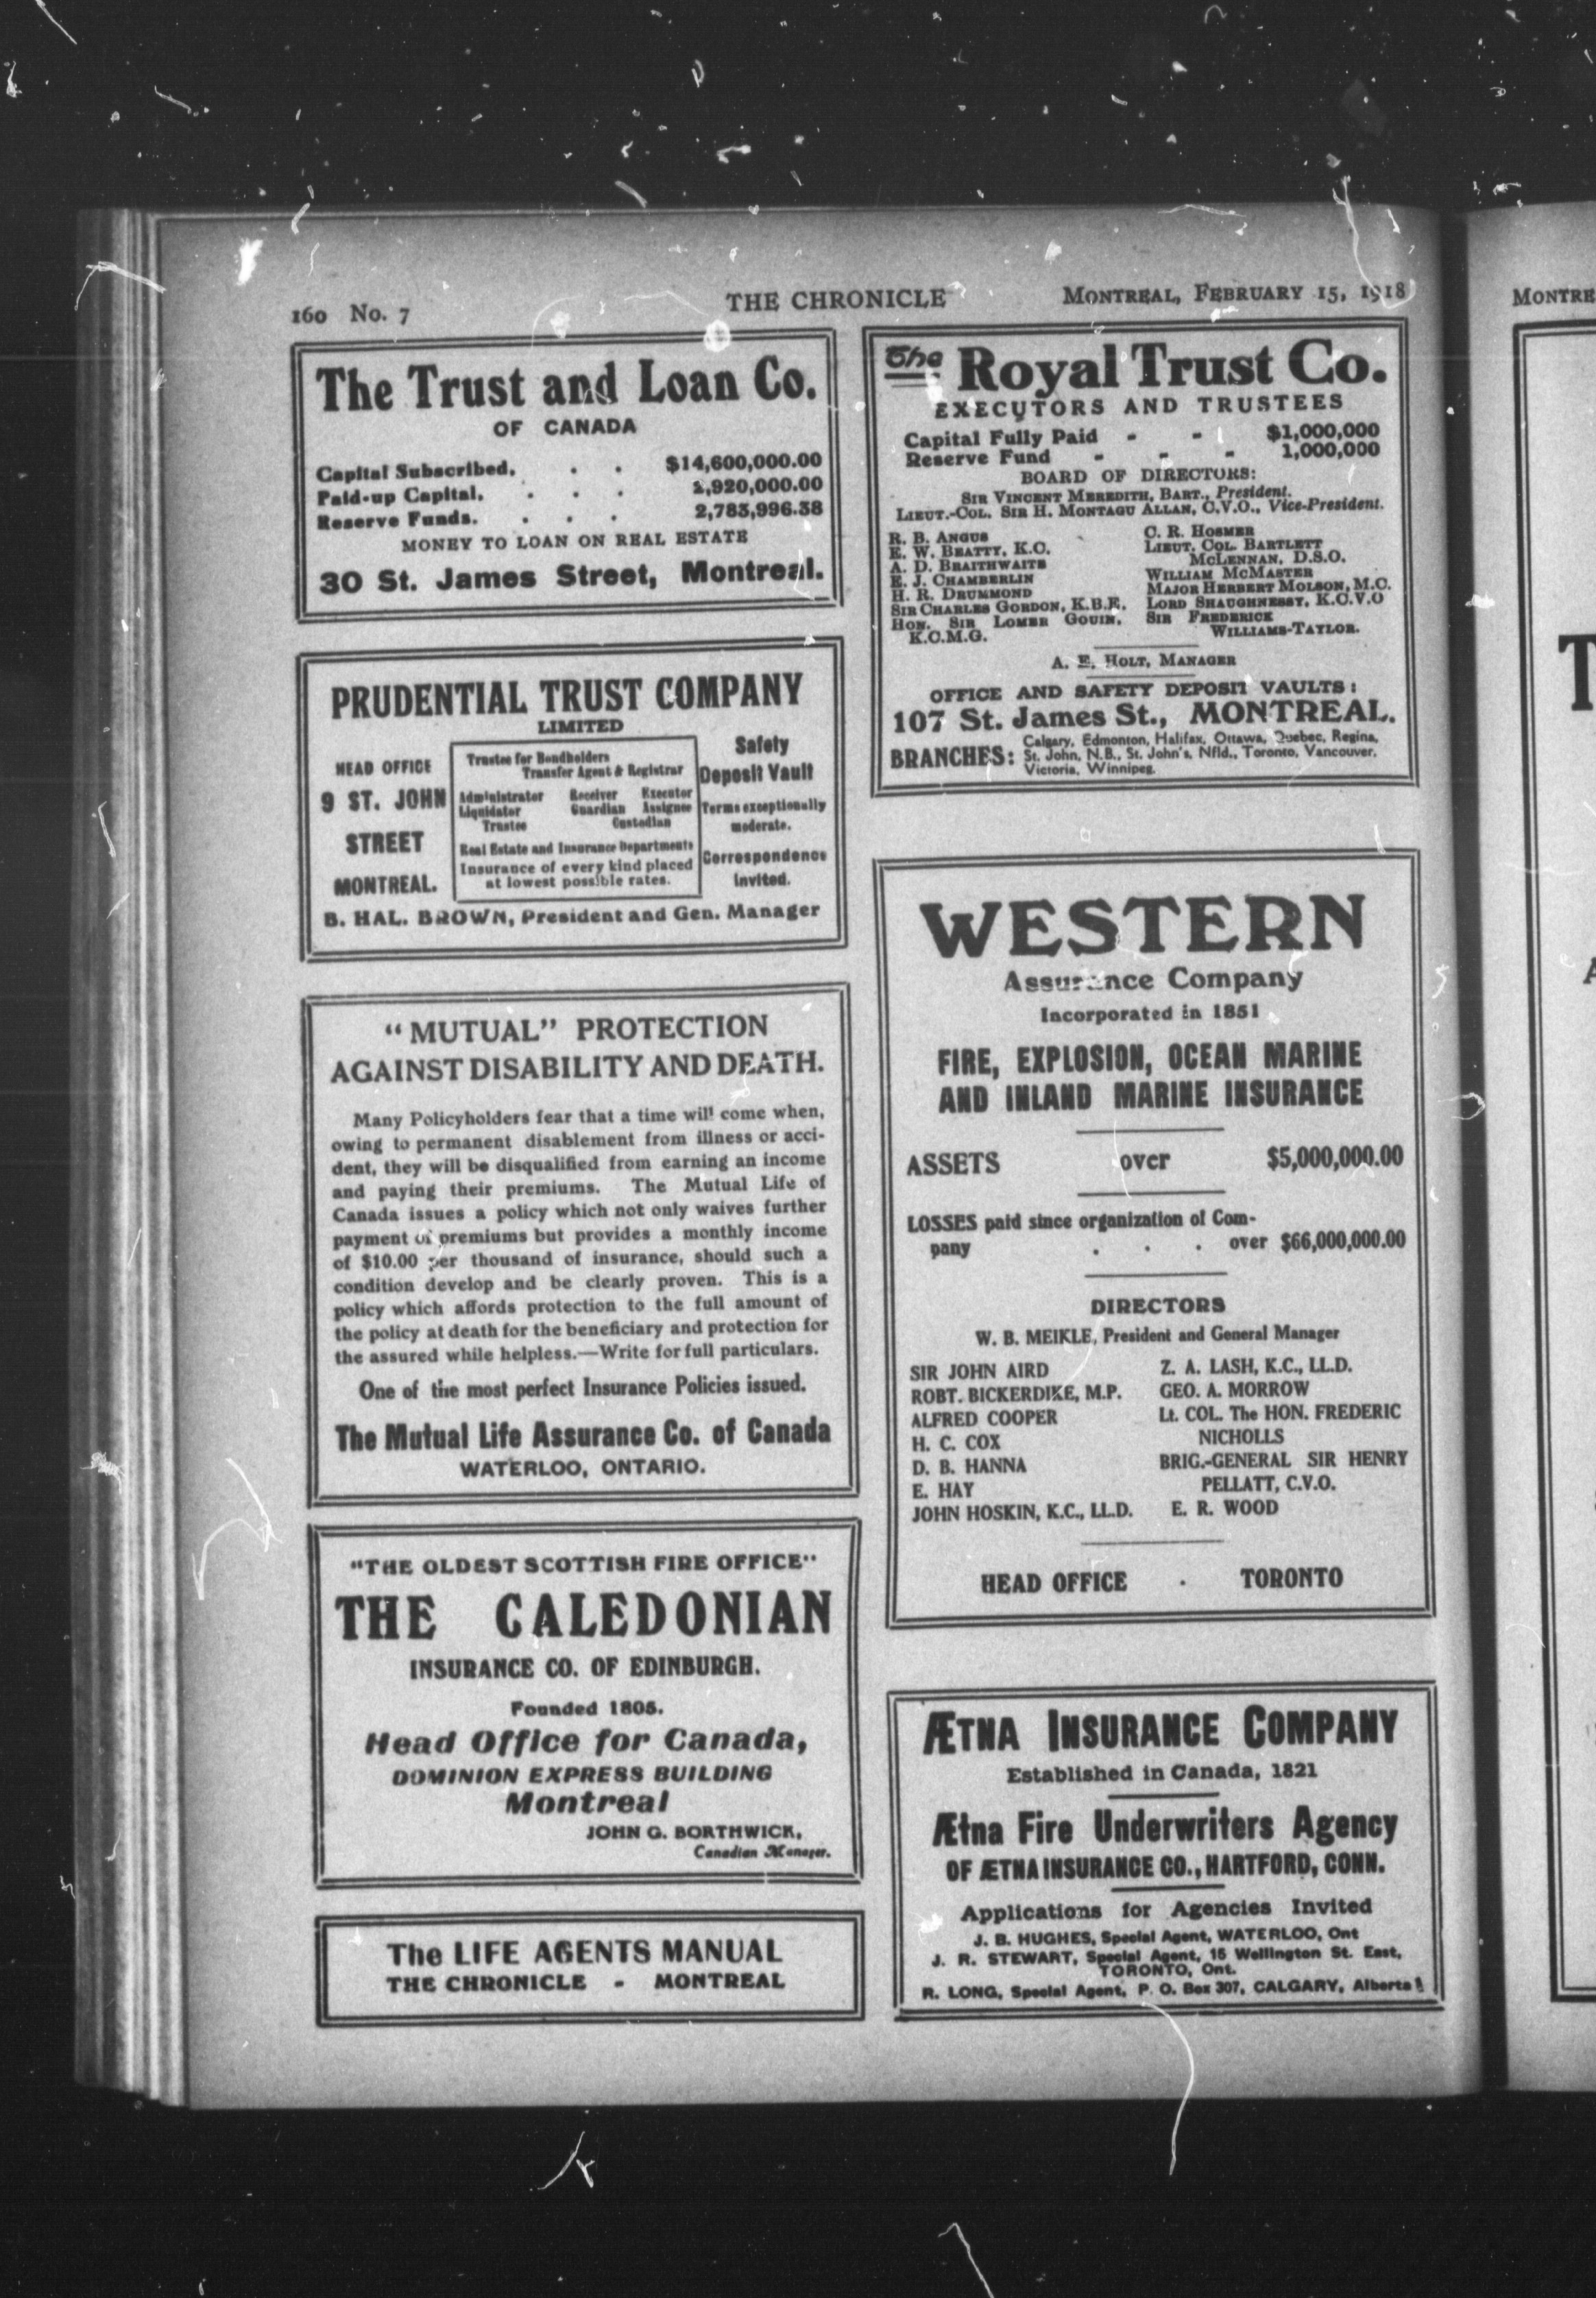 160 No. 7
THE CHRONICLE
MONTREAL, FEBRUARY 15, 1918
The Trust and Loan Co.
OF CANADA
Capital Subscribed, . . $14,600,000.00
Paid-up Capital, . . . 2,920,000.00
Reserve Funds. . . . 2,783,996.38
MONEY TO LOAN ON REAL ESTATE
30 St. James Street, Montreal.
PRUDENTIAL TRUST COMPANY
LIMITED
HEAD OFFICE
9 ST. JOHN
STREET
MONTREAL.
Trustee for Bondholders
Transfer Agent & Registrar
Administrator Receiver Executor
Liquidator Guardian Assignee
Trustee Custodian
Real Estate and Insurance Departments
Insurance of every kind placed
at lowest possible rates.
Safety
Deposit Vault
Terms exceptionally
moderate.
Correspondence
invited.
B. HAL. BROWN, President and Gen. Manager
"MUTUAL" PROTECTION
AGAINST DISABILITY AND DEATH.
Many Policyholders fear that a time will come when,
owing to permanent disablement from illness or acci-
dent, they will be disqualified from earning an income
and paying their premiums. The Mutual Life of
Canada issues a policy which not only waives further
payment of premiums but provides a monthly income
of $10.00 per thousand of insurance, should such a
condition develop and be clearly proven. This is a
policy which affords protection to the full amount of
the policy at death for the beneficiary and protection for
the assured while helpless.—Write for full particulars.
One of the most perfect Insurance Policies issued.
The Mutual Life Assurance Co. of Canada
WATERLOO, ONTARIO.
"THE OLDEST SCOTTISH FIRE OFFICE"
THE CALEDONIAN
INSURANCE CO. OF EDINBURGH.
Founded 1805.
Head Office for Canada,
DOMINION EXPRESS BUILDING
Montreal
JOHN G. BORTHWICK,
Canadian Manager.
The LIFE AGENTS MANUAL
THE CHRONICLE - MONTREAL
The Royal Trust Co.
EXECUTORS AND TRUSTEES
Capital Fully Paid - - $1,000,000
Reserve Fund - - - 1,000,000
BOARD OF DIRECTORS:
SIR VINCENT MEREDITH, BART., President.
LIEUT.-COL. SIR H. MONTAGU ALLAN, C.V.O., Vice-President.
R. B. ANGUS
E. W. BEATTY, K.C.
A. D. BRAITHWAITE
E. J. CHAMBERLIN
H. R. DRUMMOND
SIR CHARLES GORDON, K.B.E.
HON. SIR LOMER GOUIN,
K.C.M.G.
C. R. HOSMER
LIEUT. COL. BARTLETT
MCLENNAN, D.S.O.
WILLIAM MCMASTER
MAJOR HERBERT MOLSON, M.C.
LORD SHAUGHNESSY, K.C.V.O
SIR FREDERICK
WILLIAMS-TAYLOR.
A. E. HOLT, MANAGER
OFFICE AND SAFETY DEPOSIT VAULTS:
107 St. James St., MONTREAL.
BRANCHES: Calgary, Edmonton, Halifax, Ottawa, Quebec, Regina,
St. John, N.B., St. John's, Nfld., Toronto, Vancouver,
Victoria, Winnipeg.
WESTERN
Assurance Company
Incorporated in 1851
FIRE, EXPLOSION, OCEAN MARINE
AND INLAND MARINE INSURANCE
ASSETS over $5,000,000.00
LOSSES paid since organization of Com-
pany . . . over $66,000,000.00
DIRECTORS
W. B. MEIKLE, President and General Manager
SIR JOHN AIRD
ROBT. BICKERDIKE, M.P.
ALFRED COOPER
H. C. COX
D. B. HANNA
E. HAY
JOHN HOSKIN, K.C., LL.D.
Z. A. LASH, K.C., LL.D.
GEO. A. MORROW
Lt. COL. The HON. FREDERIC
NICHOLLS
BRIG.-GENERAL SIR HENRY
PELLATT, C.V.O.
E. R. WOOD
HEAD OFFICE . TORONTO
ÆTNA INSURANCE COMPANY
Established in Canada, 1821
Ætna Fire Underwriters Agency
OF ÆTNA INSURANCE CO., HARTFORD, CONN.
Applications for Agencies Invited
J. B. HUGHES, Special Agent, WATERLOO, Ont
J. R. STEWART, Special Agent, 15 Wellington St. East,
TORONTO, Ont.
R. LONG, Special Agent, P. O. Box 307, CALGARY, Alberta
MONTRE
T
A